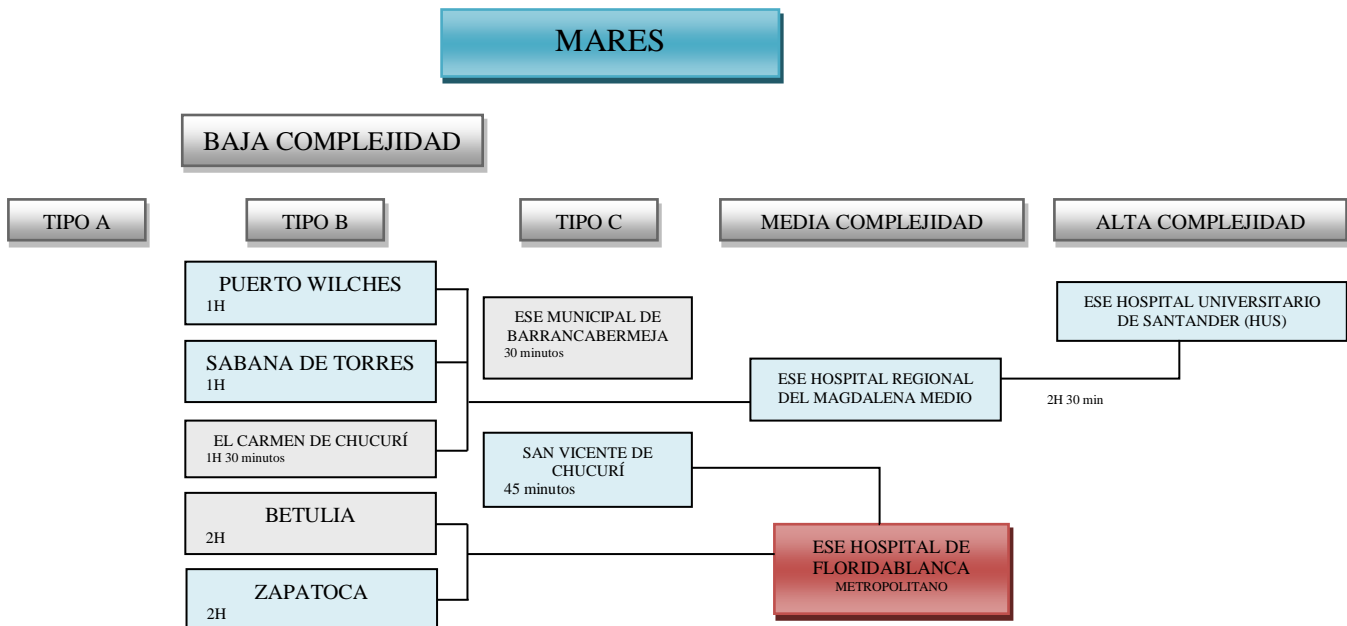 MARES
BAJA COMPLEJIDAD
TIPO A
TIPO B
TIPO C
MEDIA COMPLEJIDAD
ALTA COMPLEJIDAD
PUERTO WILCHES
1H
SABANA DE TORRES
1H
EL CARMEN DE CHUCURÍ
1H 30 minutos
BETULIA
2H
ZAPATOCA
2H
ESE MUNICIPAL DE
BARRANCABERMEJA
30 minutos
SAN VICENTE DE
CHUCURÍ
45 minutos
ESE HOSPITAL REGIONAL
DEL MAGDALENA MEDIO
ESE HOSPITAL DE
FLORIDABLANCA
METROPOLITANO
ESE HOSPITAL UNIVERSITARIO
DE SANTANDER (HUS)
2H 30 min